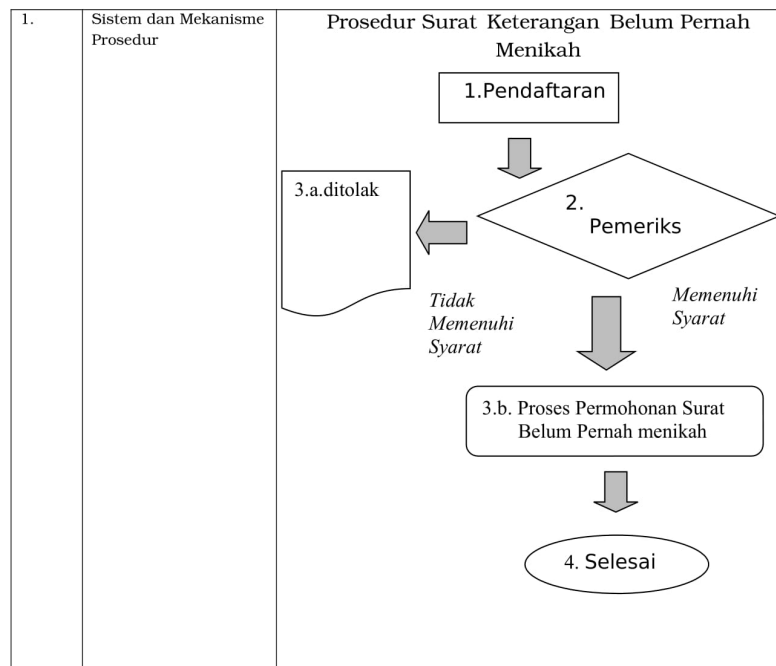 1.
Sistem dan Mekanisme
Prosedur
Prosedur Surat Keterangan Belum Pernah
Menikah
1.Pendaftaran
3.a.ditolak
2.
Pemeriks
Tidak
Memenuhi
Syarat
Memenuhi
Syarat
3.b. Proses Permohonan Surat
Belum Pernah menikah
4. Selesai